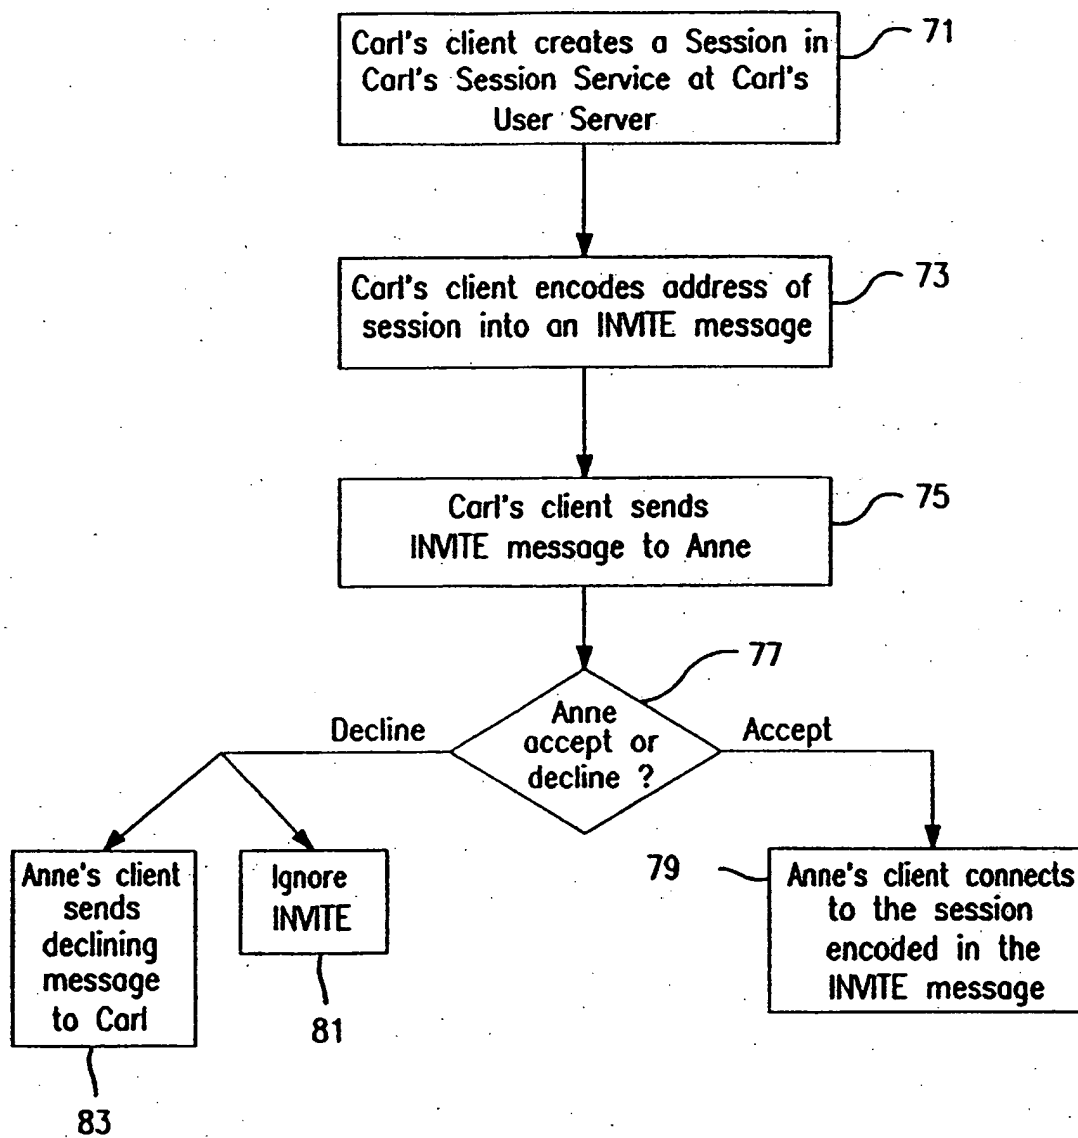 Carl's client creates a Session in
Carl's Session Service at Carl's
User Server
71
Carl's client encodes address of
session into an INVITE message
73
Carl's client sends
INVITE message to Anne
75
77
Anne
accept or
decline ?
Decline
Accept
Anne's client
sends
declining
message
to Carl
83
Ignore
INVITE
81
79
Anne's client connects
to the session
encoded in the
INVITE message